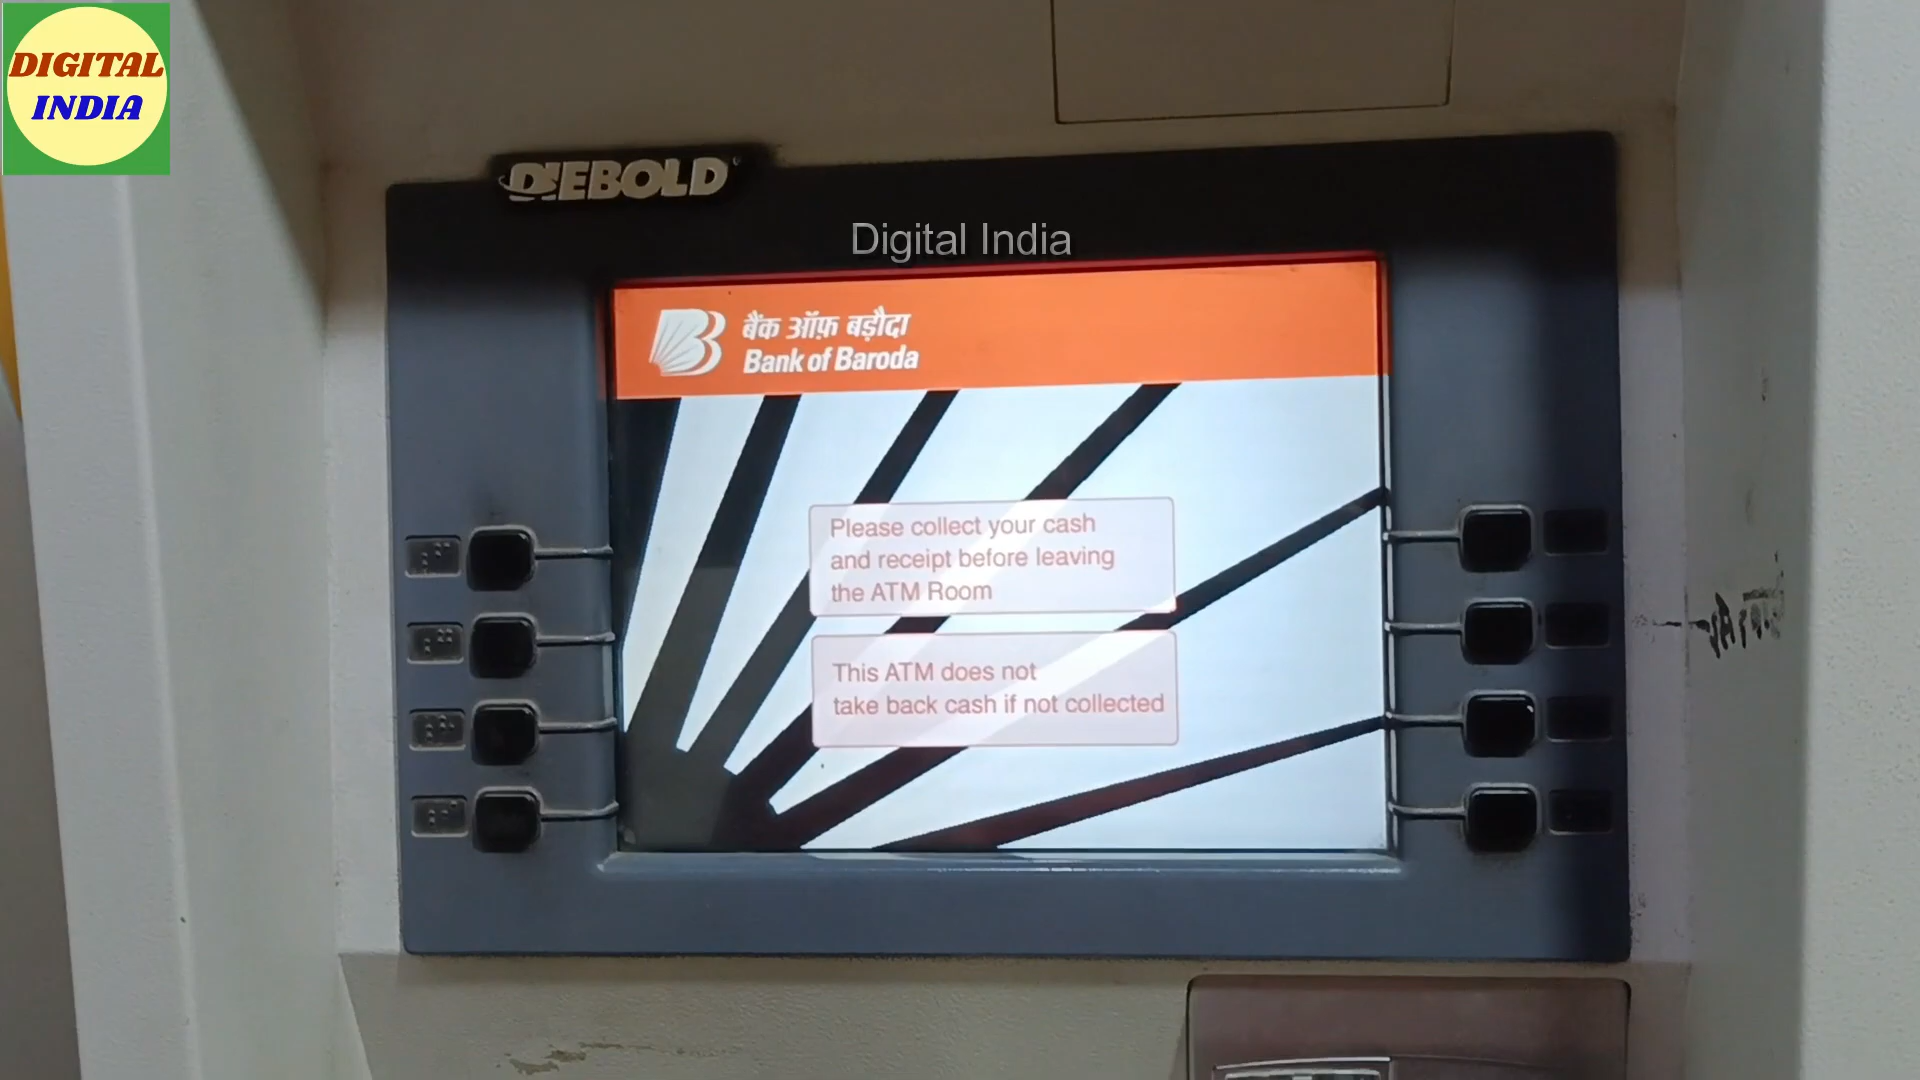 DIGITAL
INDIA
DIEBOLD
Digital India
बैंक ऑफ़ बड़ौदा
Bank of Baroda
Please collect your cash
and receipt before leaving
the ATM Room
This ATM does not
take back cash if not collected